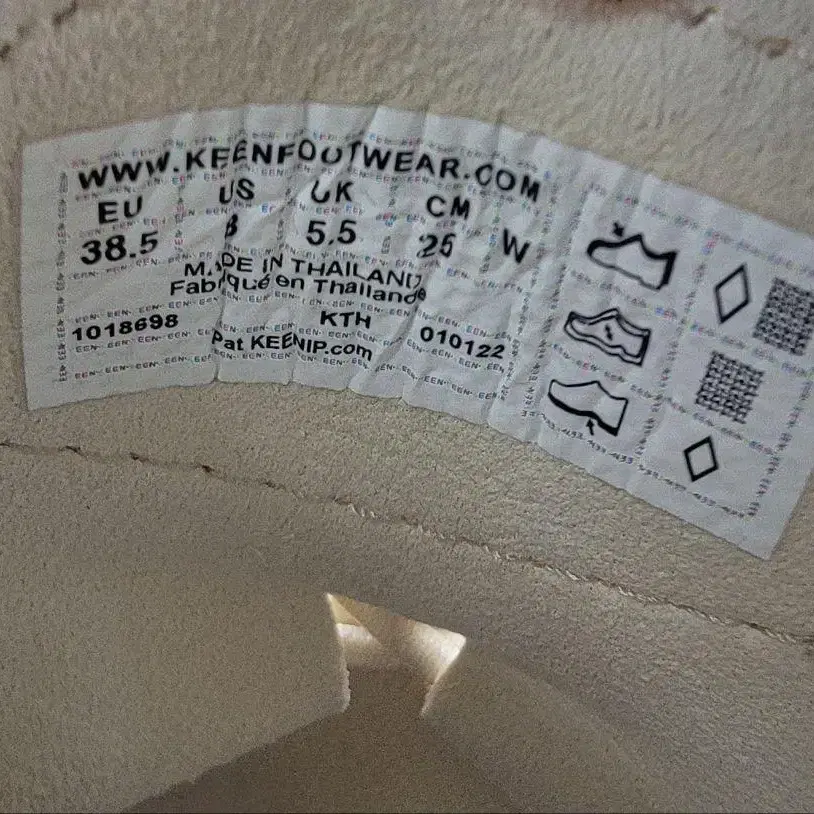 WWW.KEENFOOTWEAR.COM
EU US UK CM
38.5 8 5.5 25 W
MADE IN THAILAND
Fabriqué en Thaïlande
1018698 KTH 010122
Pat KEENIP.com